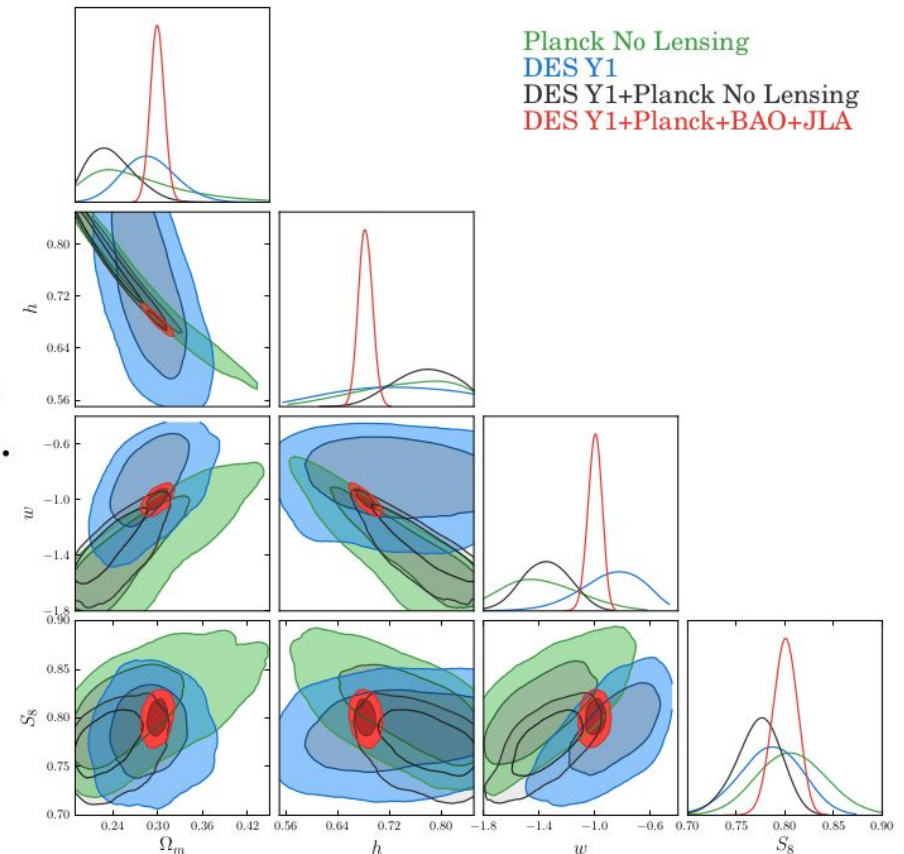 Planck No Lensing
DES Y1
DES Y1+Planck No Lensing
DES Y1+Planck+BAO+JLA
0.80
0.72
0.64
0.56
h
−0.6
−1.0
−1.4
−1.8
w
0.90
0.85
0.80
0.75
0.70
S₈
0.24 0.30 0.36 0.42
Ωₘ
0.56 0.64 0.72 0.80
h
−1.8 −1.4 −1.0 −0.6
w
0.70 0.75 0.80 0.85 0.90
S₈